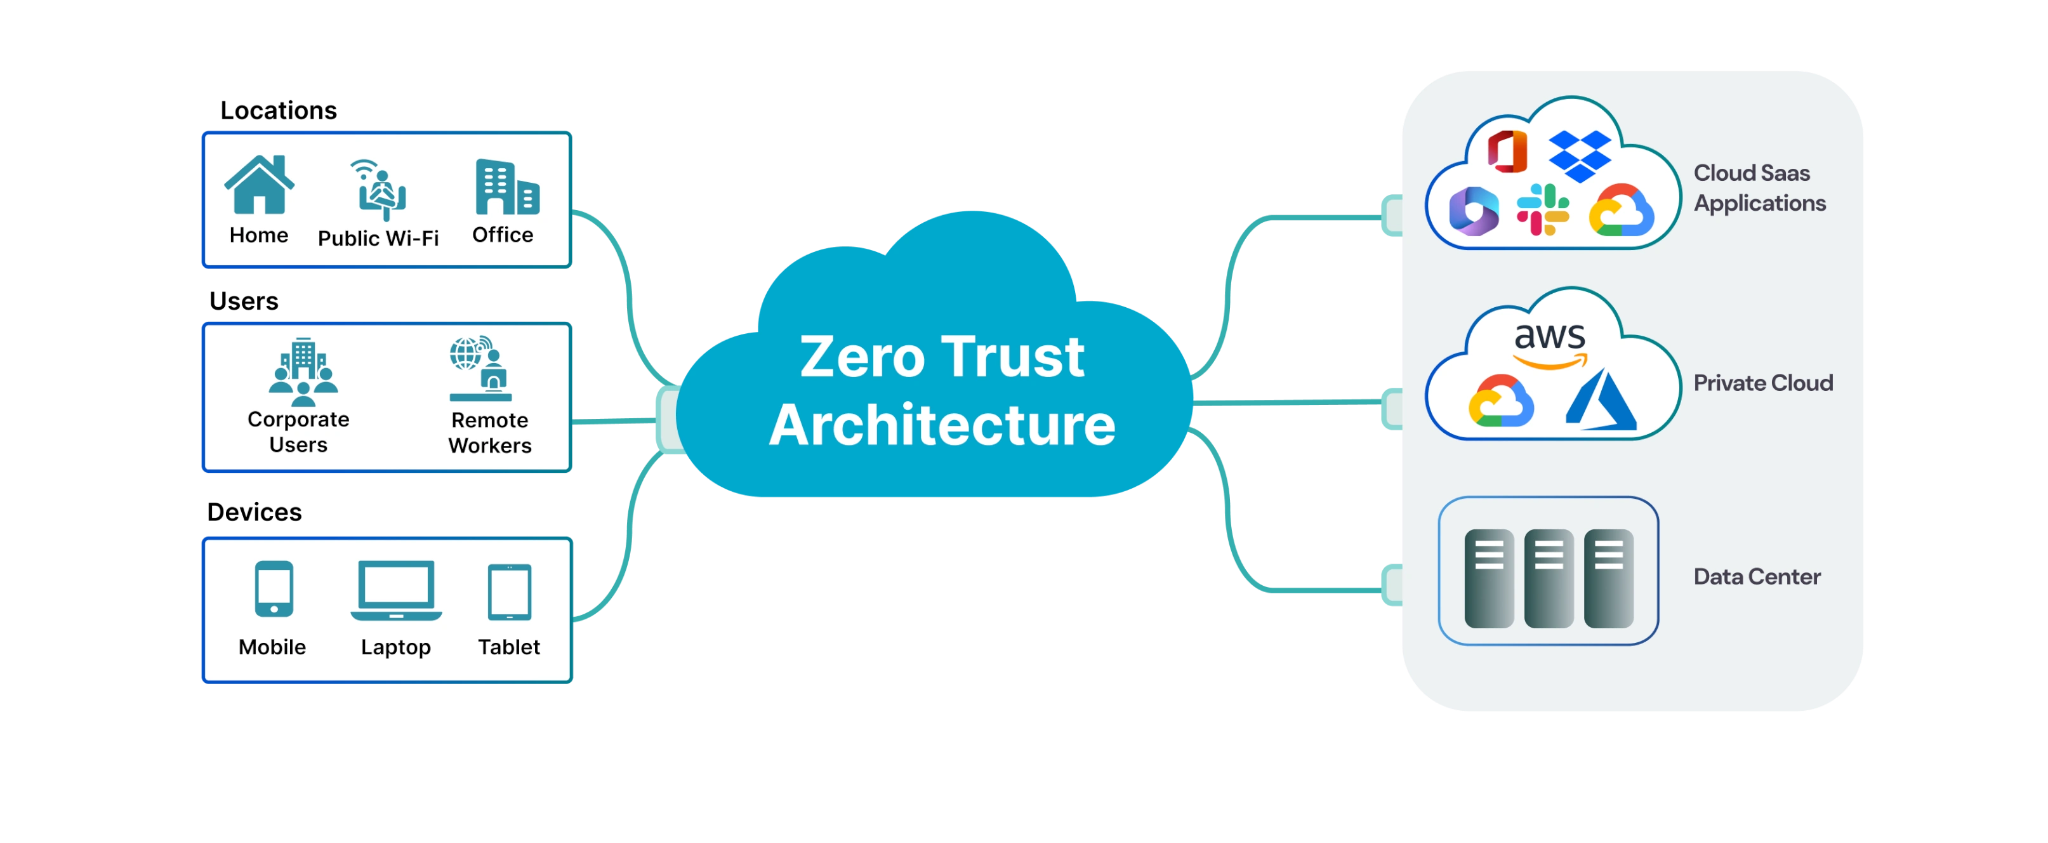 Locations
Home
Public Wi-Fi
Office
Users
Corporate
Users
Remote
Workers
Devices
Mobile
Laptop
Tablet
Zero Trust
Architecture
Cloud Saas
Applications
aws
Private Cloud
Data Center